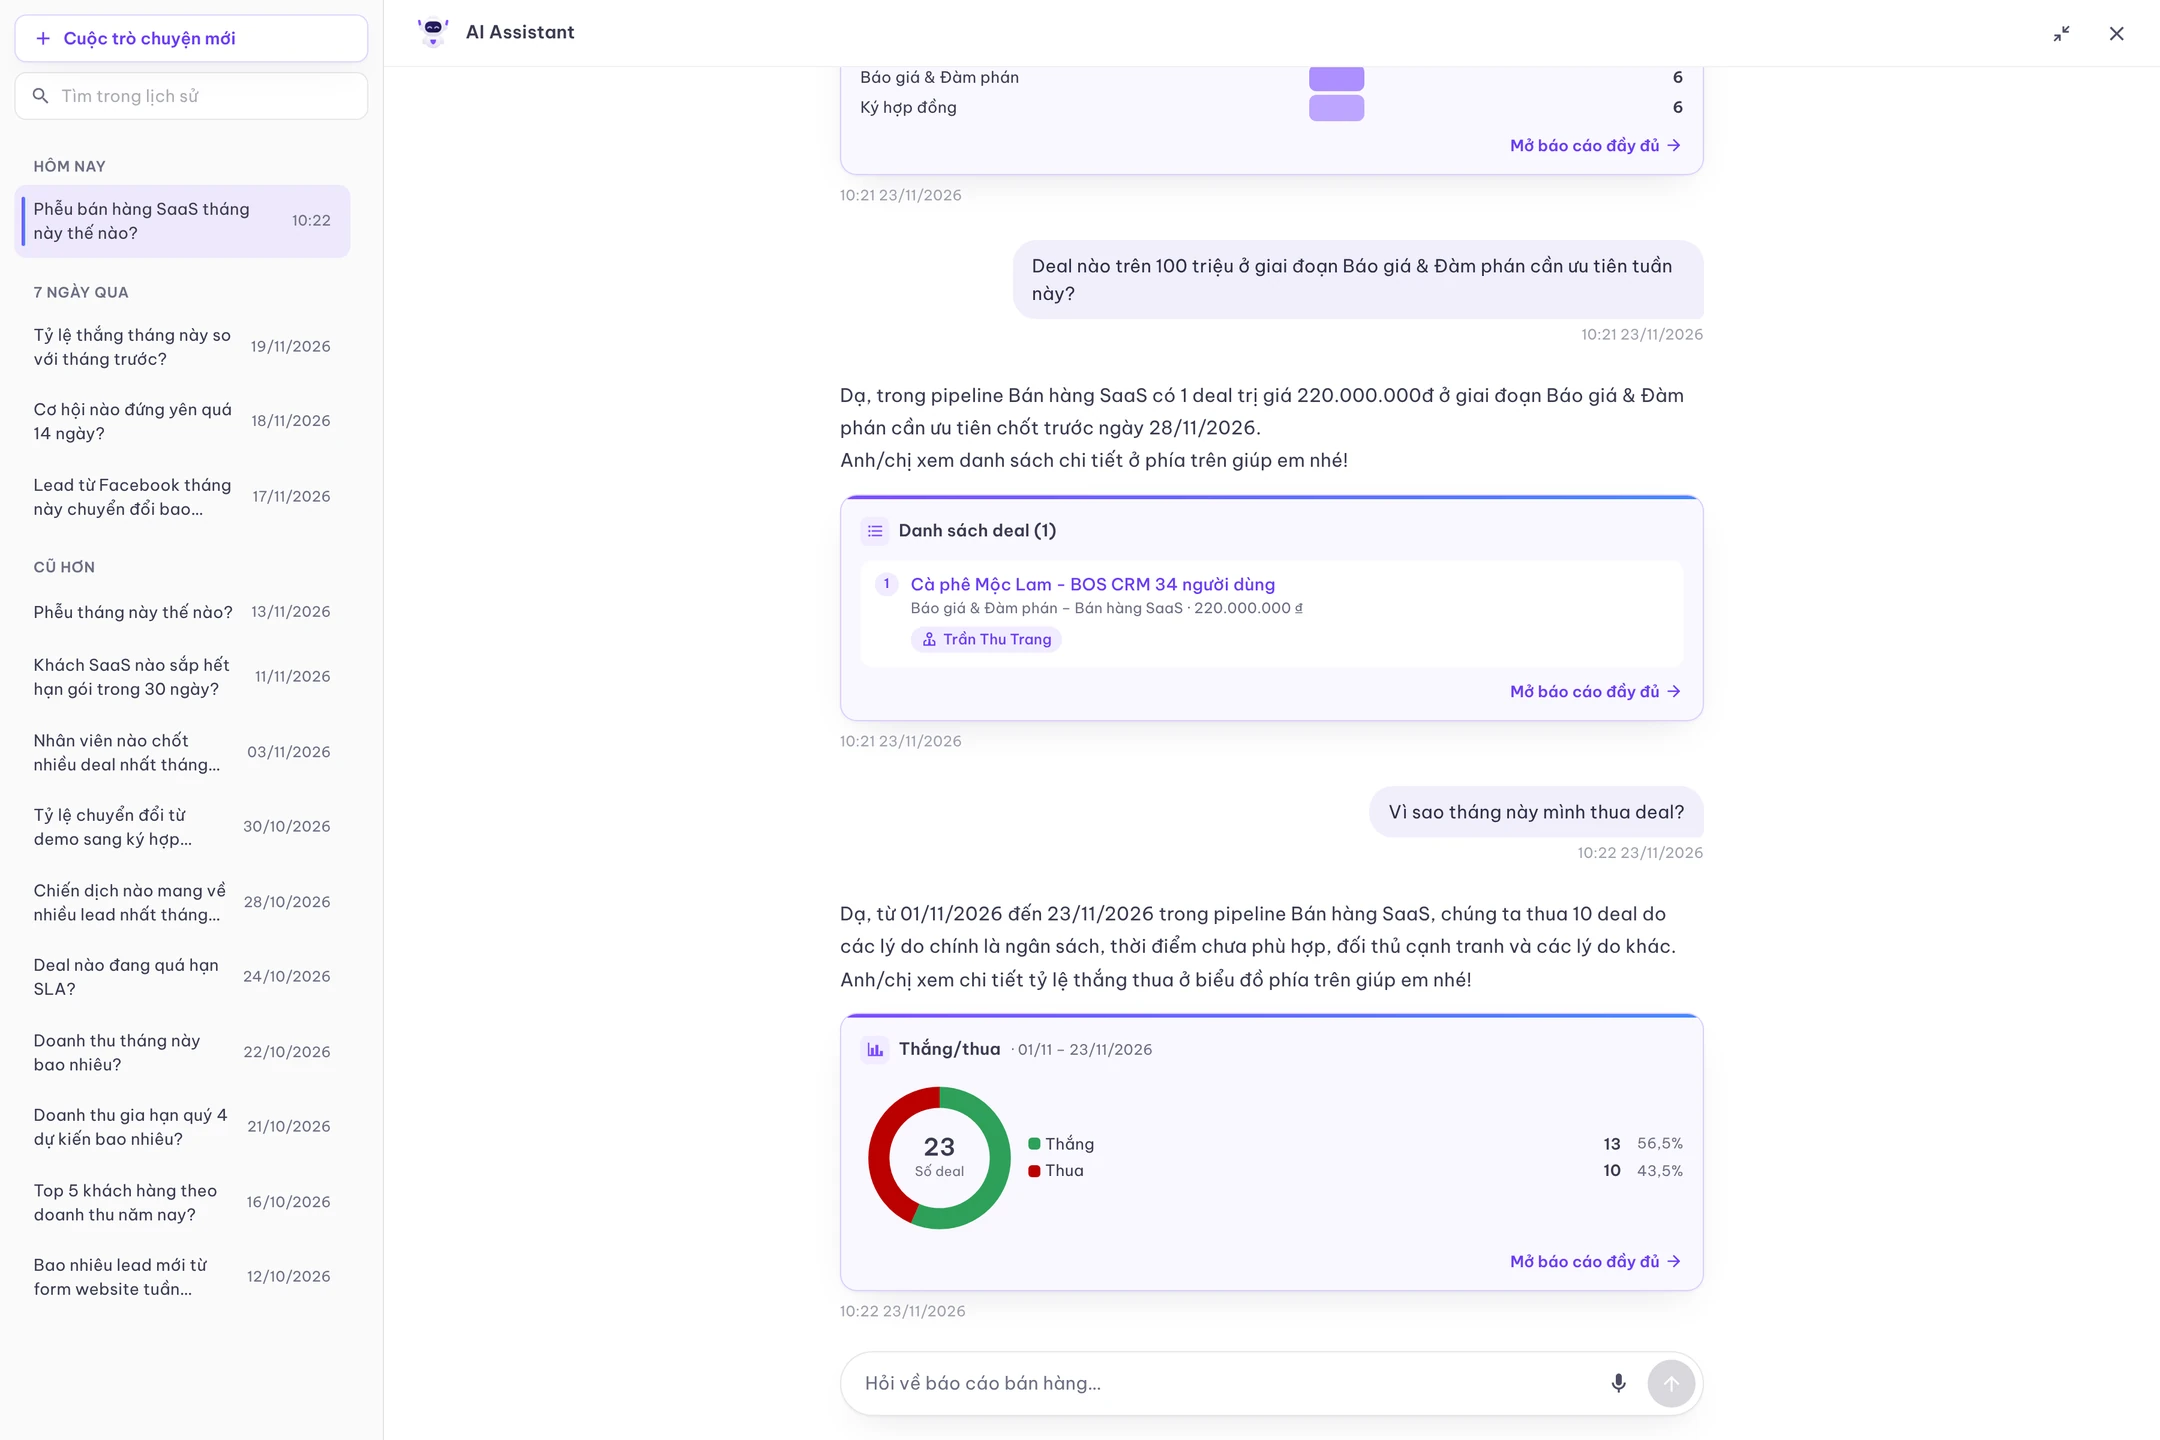 Cuộc trò chuyện mới
Tìm trong lịch sử
HÔM NAY
Phễu bán hàng SaaS tháng
này thế nào?
10:22
7 NGÀY QUA
Tỷ lệ thắng tháng này so
với tháng trước?
19/11/2026
Cơ hội nào đứng yên quá
14 ngày?
18/11/2026
Lead từ Facebook tháng
này chuyển đổi bao...
17/11/2026
CŨ HƠN
Phễu tháng này thế nào?
13/11/2026
Khách SaaS nào sắp hết
hạn gói trong 30 ngày?
11/11/2026
Nhân viên nào chốt
nhiều deal nhất tháng...
03/11/2026
Tỷ lệ chuyển đổi từ
demo sang ký hợp...
30/10/2026
Chiến dịch nào mang về
nhiều lead nhất tháng...
28/10/2026
Deal nào đang quá hạn
SLA?
24/10/2026
Doanh thu tháng này
bao nhiêu?
22/10/2026
Doanh thu gia hạn quý 4
dự kiến bao nhiêu?
21/10/2026
Top 5 khách hàng theo
doanh thu năm nay?
16/10/2026
Bao nhiêu lead mới từ
form website tuần...
12/10/2026
AI Assistant
Báo giá & Đàm phán 6
Ký hợp đồng 6
Mở báo cáo đầy đủ →
10:21 23/11/2026
Deal nào trên 100 triệu ở giai đoạn Báo giá & Đàm phán cần ưu tiên tuần
này?
10:21 23/11/2026
Dạ, trong pipeline Bán hàng SaaS có 1 deal trị giá 220.000.000đ ở giai đoạn Báo giá & Đàm
phán cần ưu tiên chốt trước ngày 28/11/2026.
Anh/chị xem danh sách chi tiết ở phía trên giúp em nhé!
Danh sách deal (1)
1 Cà phê Mộc Lam - BOS CRM 34 người dùng
Báo giá & Đàm phán – Bán hàng SaaS · 220.000.000 ₫
Trần Thu Trang
Mở báo cáo đầy đủ →
10:21 23/11/2026
Vì sao tháng này mình thua deal?
10:22 23/11/2026
Dạ, từ 01/11/2026 đến 23/11/2026 trong pipeline Bán hàng SaaS, chúng ta thua 10 deal do
các lý do chính là ngân sách, thời điểm chưa phù hợp, đối thủ cạnh tranh và các lý do khác.
Anh/chị xem chi tiết tỷ lệ thắng thua ở biểu đồ phía trên giúp em nhé!
Thắng/thua · 01/11 – 23/11/2026
23
Số deal
Thắng 13 56,5%
Thua 10 43,5%
Mở báo cáo đầy đủ →
10:22 23/11/2026
Hỏi về báo cáo bán hàng...